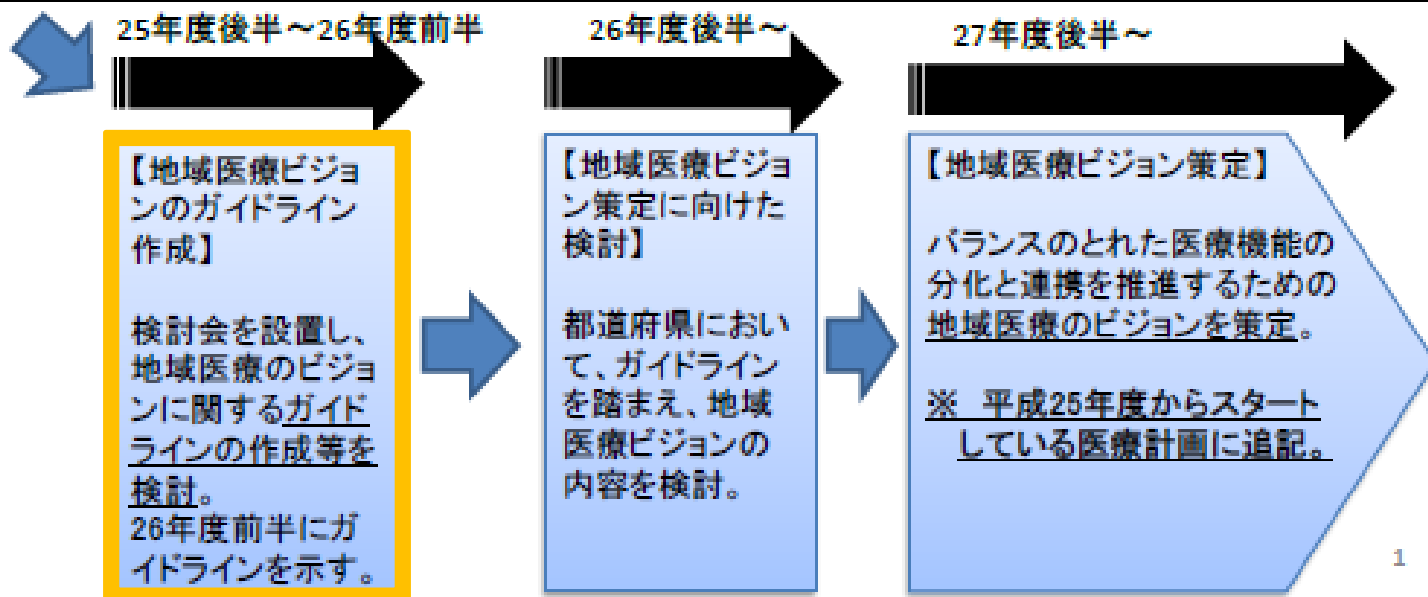 25年度後半～26年度前半
【地域医療ビジョ
ンのガイドライン
作成】
検討会を設置し、
地域医療のビジョ
ンに関するガイド
ラインの作成等を
検討。
26年度前半にガ
イドラインを示す。
26年度後半～
【地域医療ビジョ
ン策定に向けた
検討】
都道府県におい
て、ガイドライン
を踏まえ、地域
医療ビジョンの
内容を検討。
27年度後半～
【地域医療ビジョン策定】
バランスのとれた医療機能の
分化と連携を推進するための
地域医療のビジョンを策定。
※　平成25年度からスタート
している医療計画に追記。
1